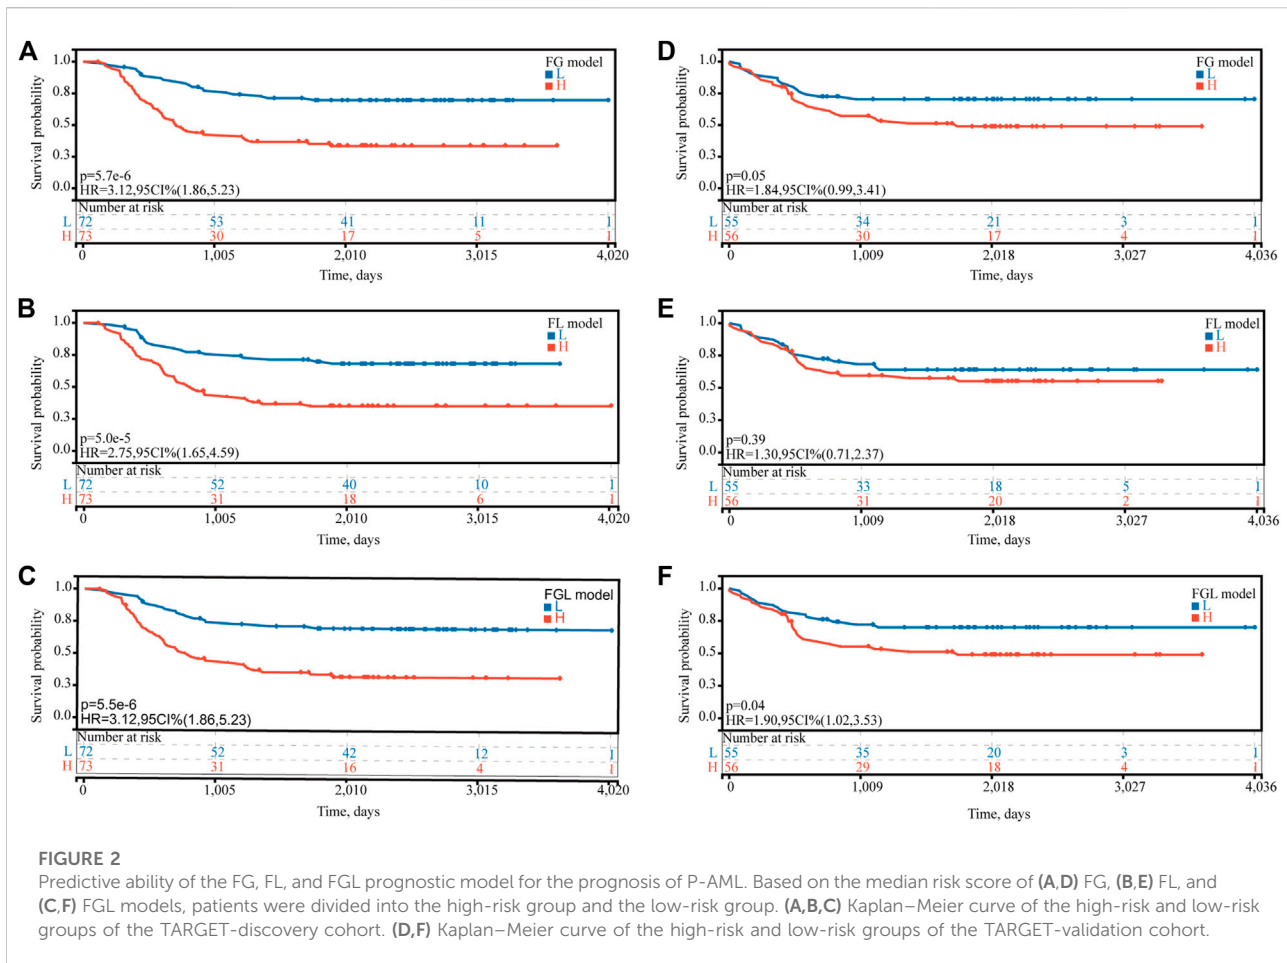 A
FG model
L
H
Survival probability
1.0
0.8
0.5
0.3
0.0
p=5.7e-6
HR=3.12,95CI%(1.86,5.23)
Number at risk
L 72 53 41 11 1
H 73 30 17 5 1
0 1,005 2,010 3,015 4,020
Time, days
D
FG model
L
H
Survival probability
1.0
0.8
0.5
0.3
0.0
p=0.05
HR=1.84,95CI%(0.99,3.41)
Number at risk
L 55 34 21 3 1
H 56 30 17 4 1
0 1,009 2,018 3,027 4,036
Time, days
B
FL model
L
H
Survival probability
1.0
0.8
0.5
0.3
0.0
p=5.0e-5
HR=2.75,95CI%(1.65,4.59)
Number at risk
L 72 52 40 10 1
H 73 31 18 6 1
0 1,005 2,010 3,015 4,020
Time, days
E
FL model
L
H
Survival probability
1.0
0.8
0.5
0.3
0.0
p=0.39
HR=1.30,95CI%(0.71,2.37)
Number at risk
L 55 33 18 5 1
H 56 31 20 2 1
0 1,009 2,018 3,027 4,036
Time, days
C
FGL model
L
H
Survival probability
1.0
0.8
0.5
0.3
0.0
p=5.5e-6
HR=3.12,95CI%(1.86,5.23)
Number at risk
L 72 52 42 12 1
H 73 31 16 4 1
0 1,005 2,010 3,015 4,020
Time, days
F
FGL model
L
H
Survival probability
1.0
0.8
0.5
0.3
0.0
p=0.04
HR=1.90,95CI%(1.02,3.53)
Number at risk
L 55 35 20 3 1
H 56 29 18 4 1
0 1,009 2,018 3,027 4,036
Time, days
FIGURE 2
Predictive ability of the FG, FL, and FGL prognostic model for the prognosis of P-AML. Based on the median risk score of (A,D) FG, (B,E) FL, and
(C,F) FGL models, patients were divided into the high-risk group and the low-risk group. (A,B,C) Kaplan–Meier curve of the high-risk and low-risk
groups of the TARGET-discovery cohort. (D,F) Kaplan–Meier curve of the high-risk and low-risk groups of the TARGET-validation cohort.